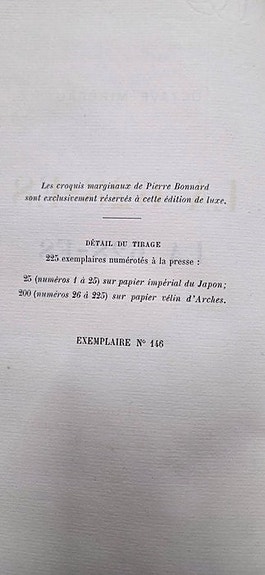 Les croquis marginaux de Pierre Bonnard
sont exclusivement réservés à cette édition de luxe.
DÉTAIL DU TIRAGE
225 exemplaires numérotés à la presse :
25 (numéros 1 à 25) sur papier impérial du Japon;
200 (numéros 26 à 225) sur papier vélin d'Arches.
EXEMPLAIRE N° 146